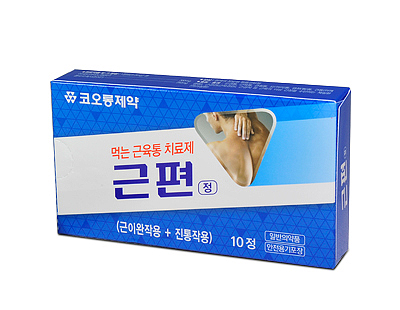 코오롱제약
먹는 근육통 치료제
근편 정
(근이완작용 + 진통작용)
10정
일반의약품
안전용기포장
근편